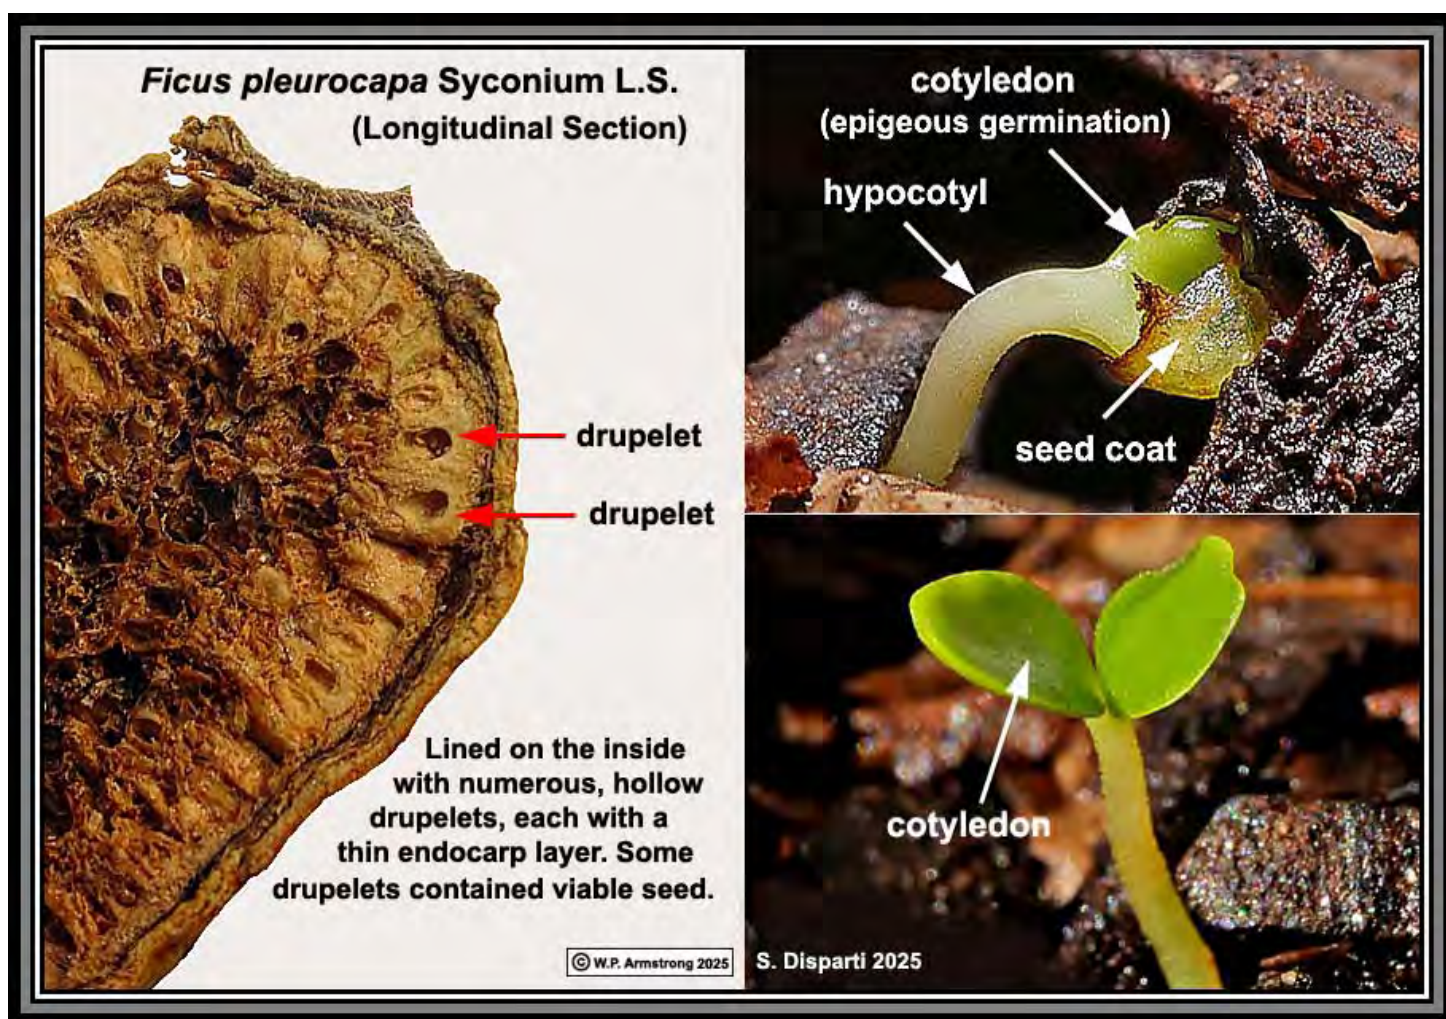 Ficus pleurocapa Syconium L.S.
(Longitudinal Section)
drupelet
drupelet
Lined on the inside
with numerous, hollow
drupelets, each with a
thin endocarp layer. Some
drupelets contained viable seed.
© W.P. Armstrong 2025
cotyledon
(epigeous germination)
hypocotyl
seed coat
cotyledon
S. Disparti 2025